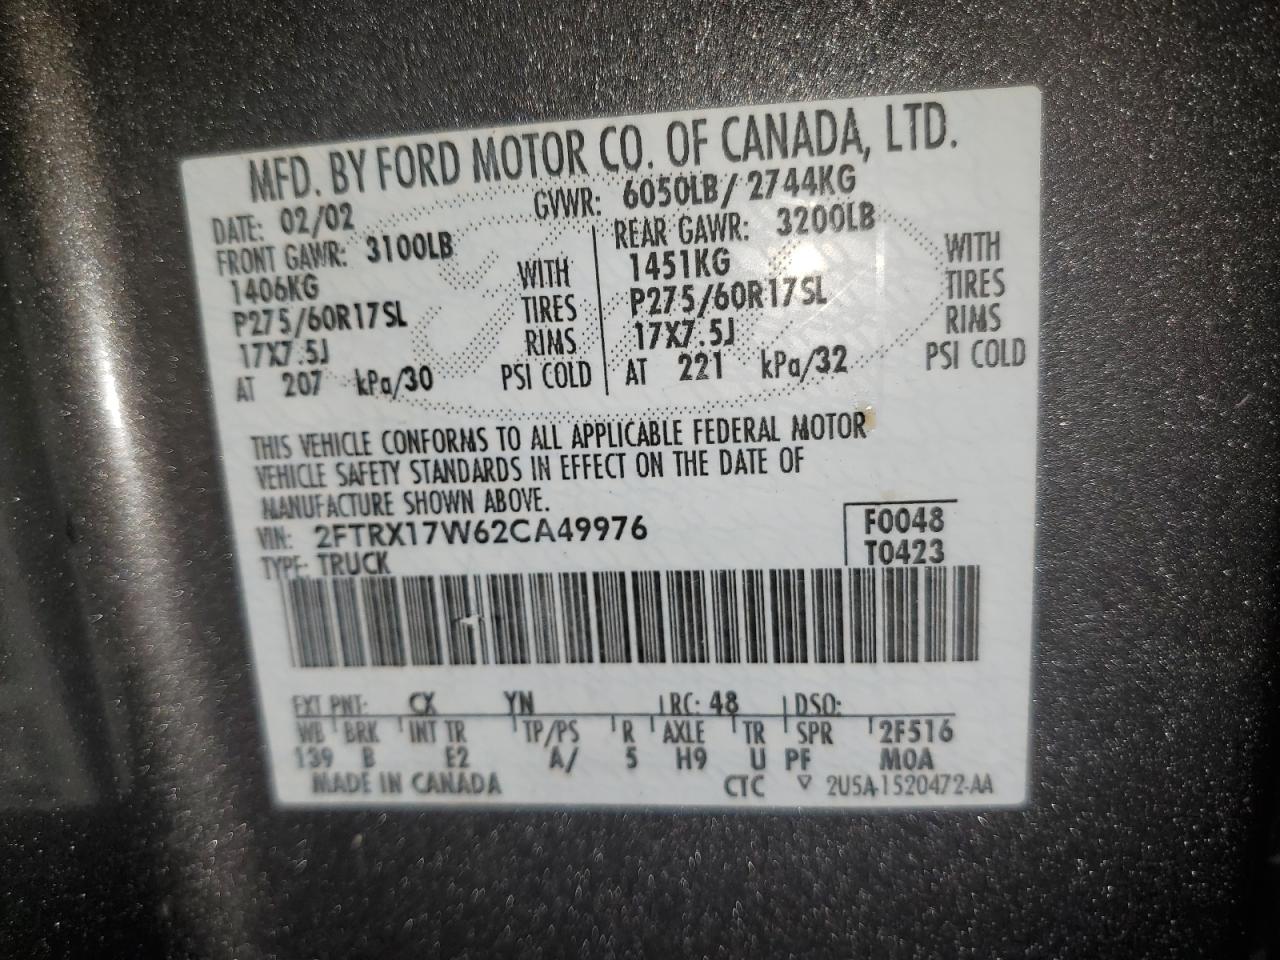 MFD. BY FORD MOTOR CO. OF CANADA, LTD.
DATE: 02/02 GVWR: 6050LB/ 2744KG
FRONT GAWR: 3100LB
1406KG WITH
P275/60R17SL TIRES
17X7.5J RIMS
AT 207 kPa/30 PSI COLD
REAR GAWR: 3200LB
1451KG WITH
P275/60R17SL TIRES
17X7.5J RIMS
AT 221 kPa/32 PSI COLD
THIS VEHICLE CONFORMS TO ALL APPLICABLE FEDERAL MOTOR
VEHICLE SAFETY STANDARDS IN EFFECT ON THE DATE OF
MANUFACTURE SHOWN ABOVE.
VIN: 2FTRX17W62CA49976 F0048
TYPE: TRUCK T0423
EXT PNT: CX YN RC: 48 DSO:
WB BRK INT TR TP/PS R AXLE TR SPR 2F516
139 B E2 A/ 5 H9 U PF M0A
MADE IN CANADA CTC ▽ 2U5A-1520472-AA